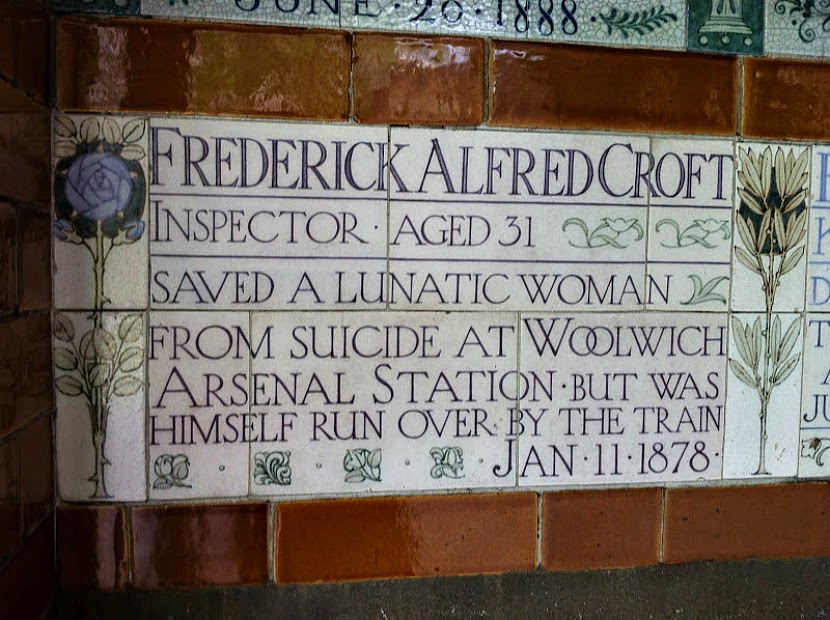 JUNE · 26 · 1888 ·
FREDERICK ALFRED CROFT
INSPECTOR · AGED 31
SAVED A LUNATIC WOMAN
FROM SUICIDE AT WOOLWICH
ARSENAL STATION · BUT WAS
HIMSELF RUN OVER BY THE TRAIN
JAN · 11 · 1878 ·